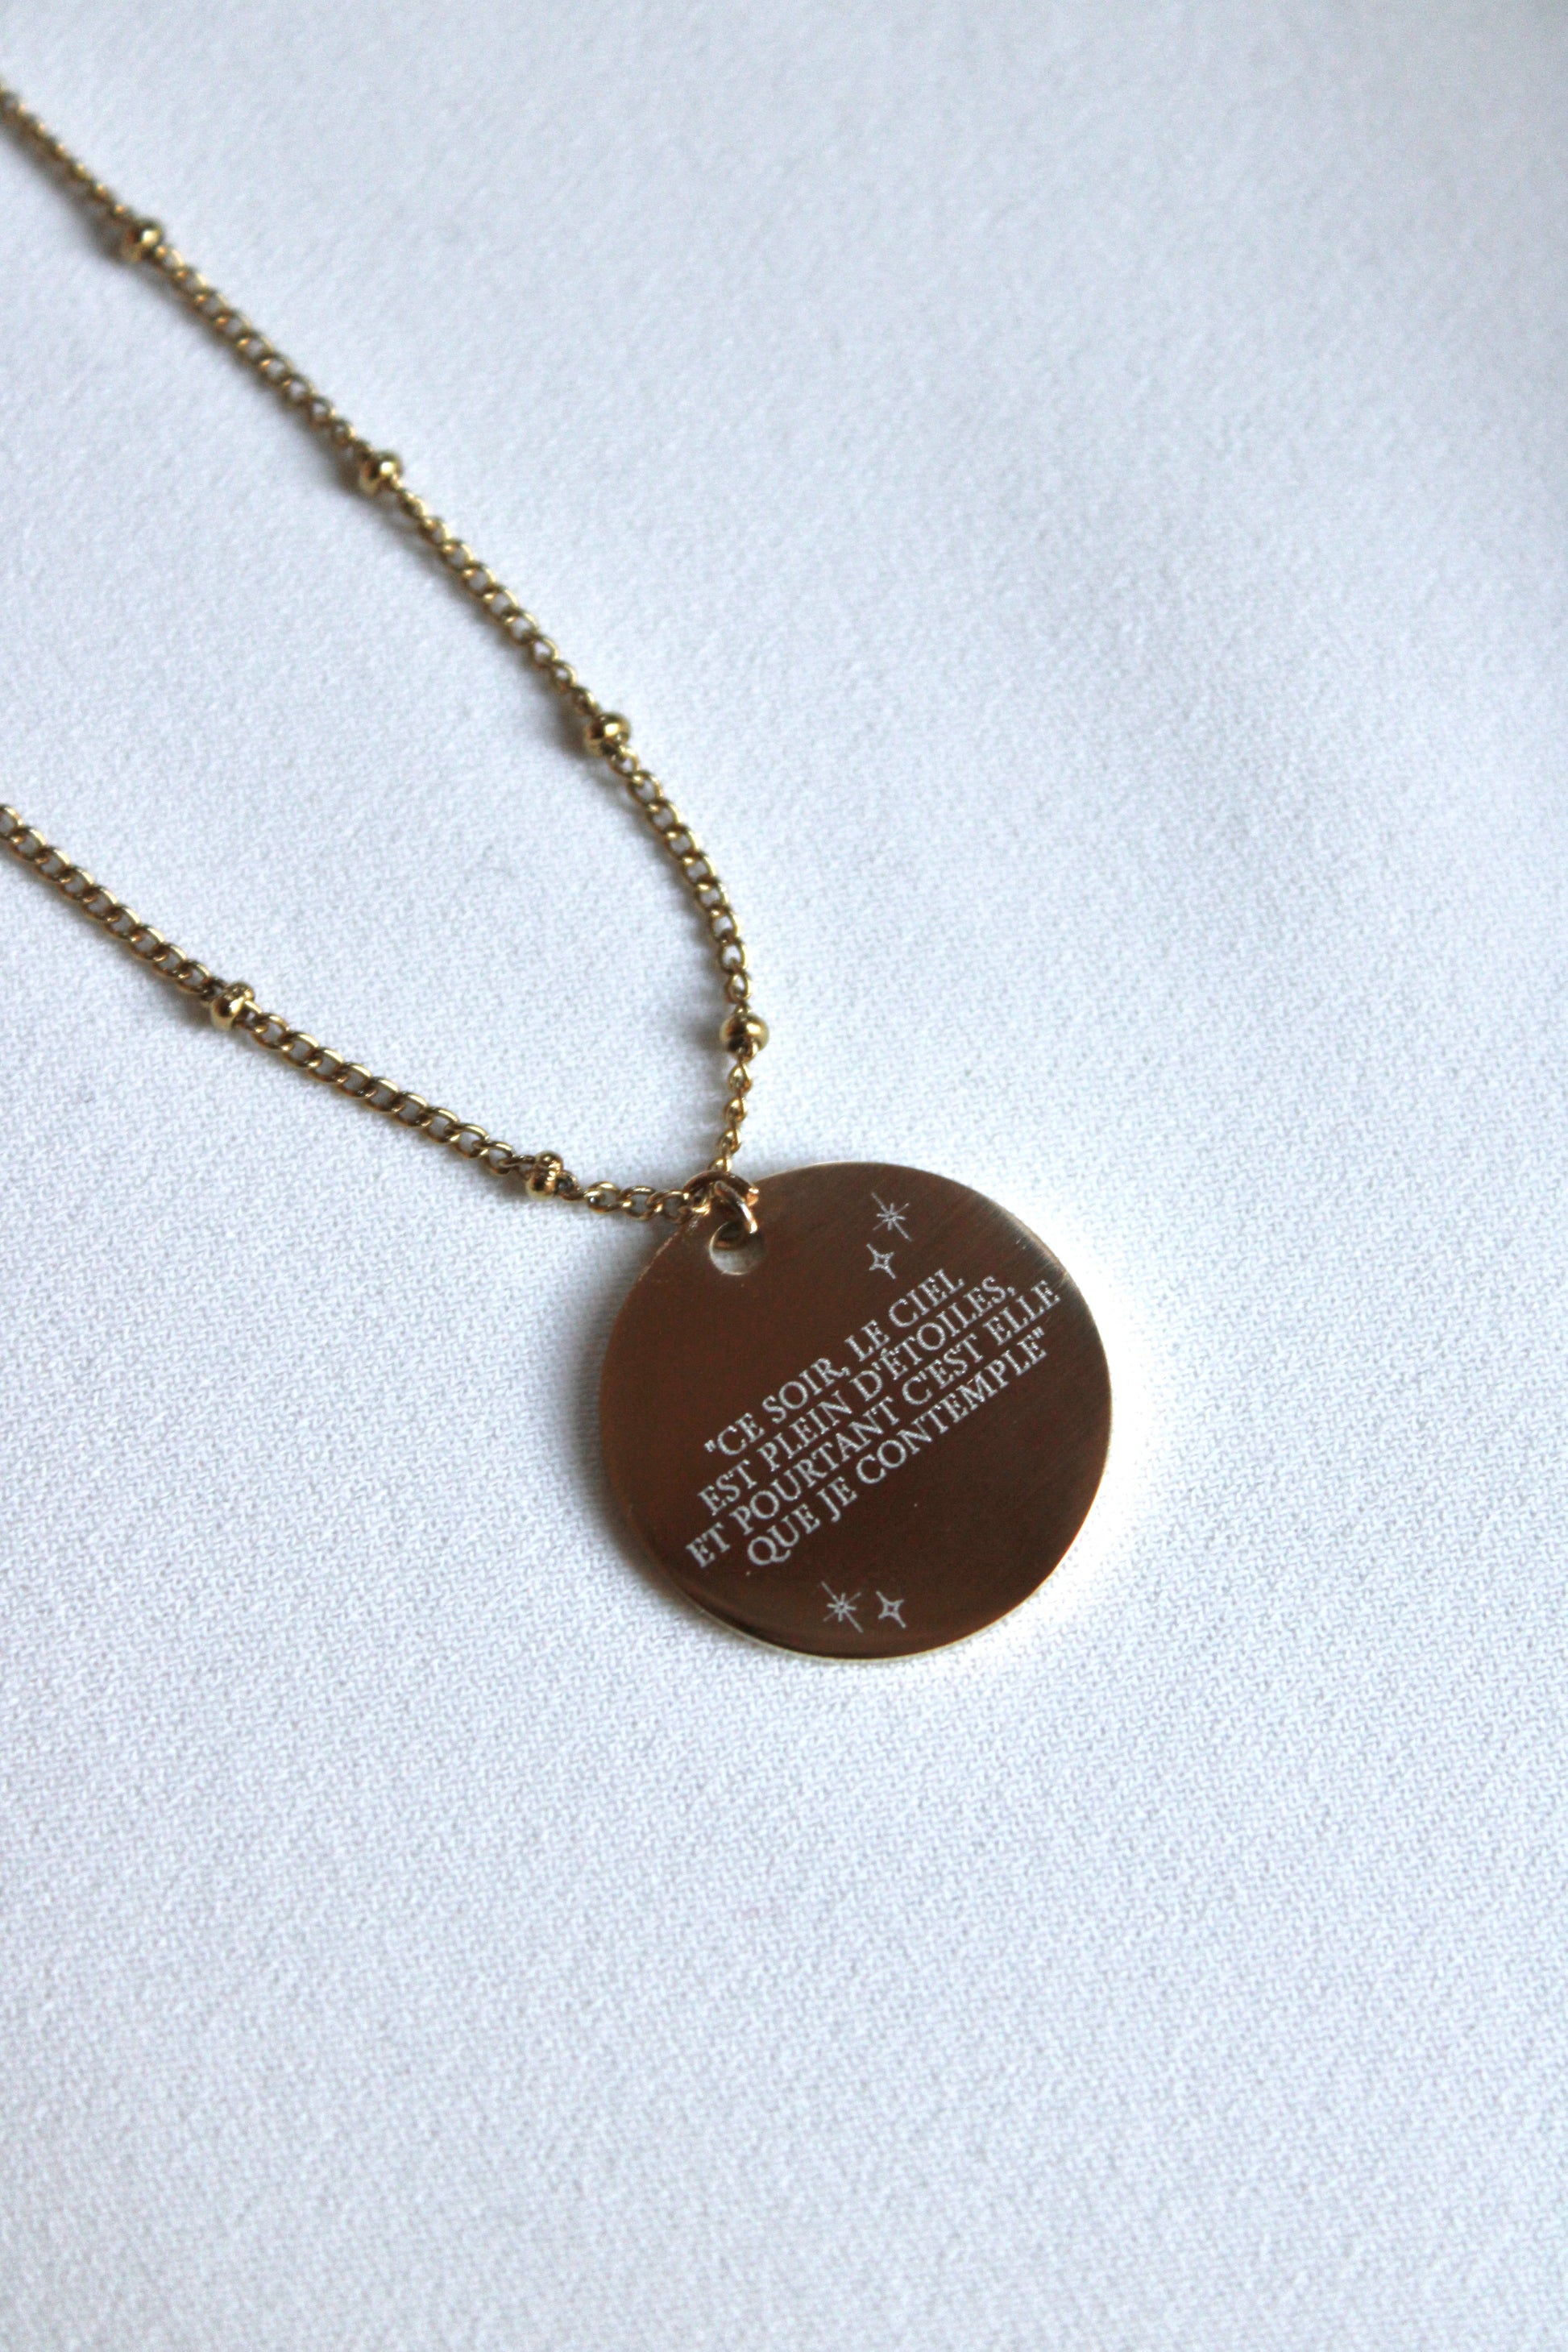 "CE SOIR, LE CIEL
EST PLEIN D'ÉTOILES,
ET POURTANT C'EST ELLE
QUE JE CONTEMPLE"